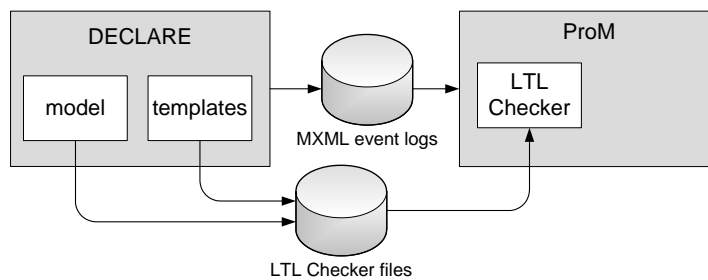 DECLARE
ProM
model
templates
LTL
Checker
MXML event logs
LTL Checker files